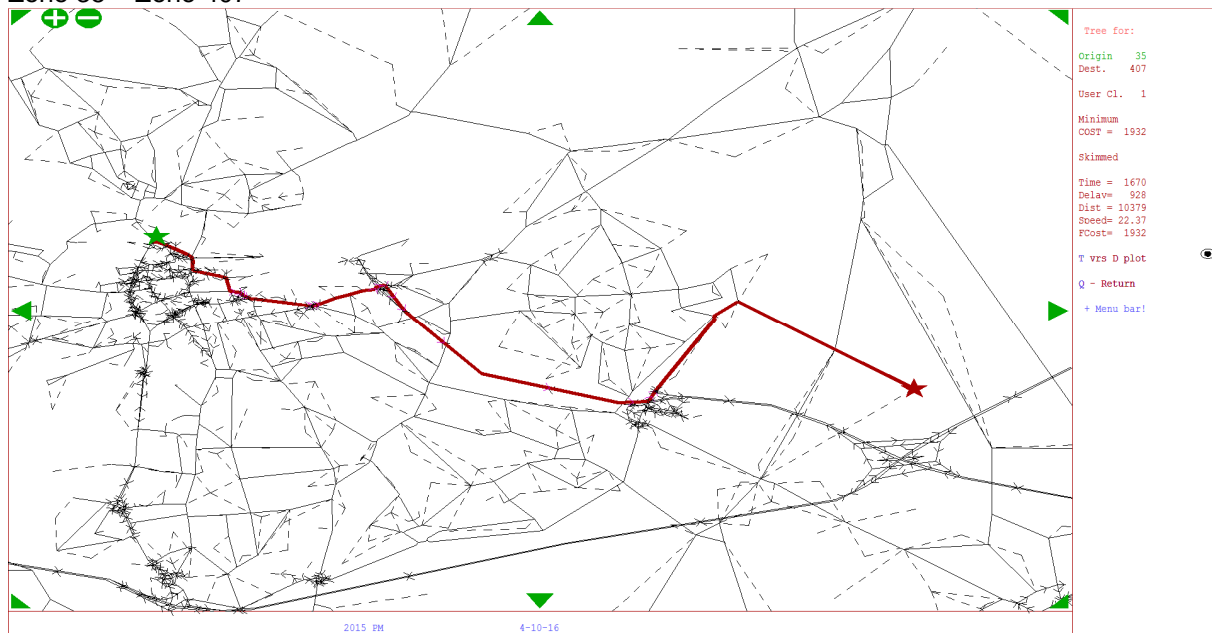 Tree for:
Origin 35
Dest. 407
User Cl. 1
Minimum
COST = 1932
Skimmed
Time = 1670
Delay= 928
Dist = 10379
Speed= 22.37
FCost= 1932
T vrs D plot
Q - Return
+ Menu bar!
2015 PM 4-10-16